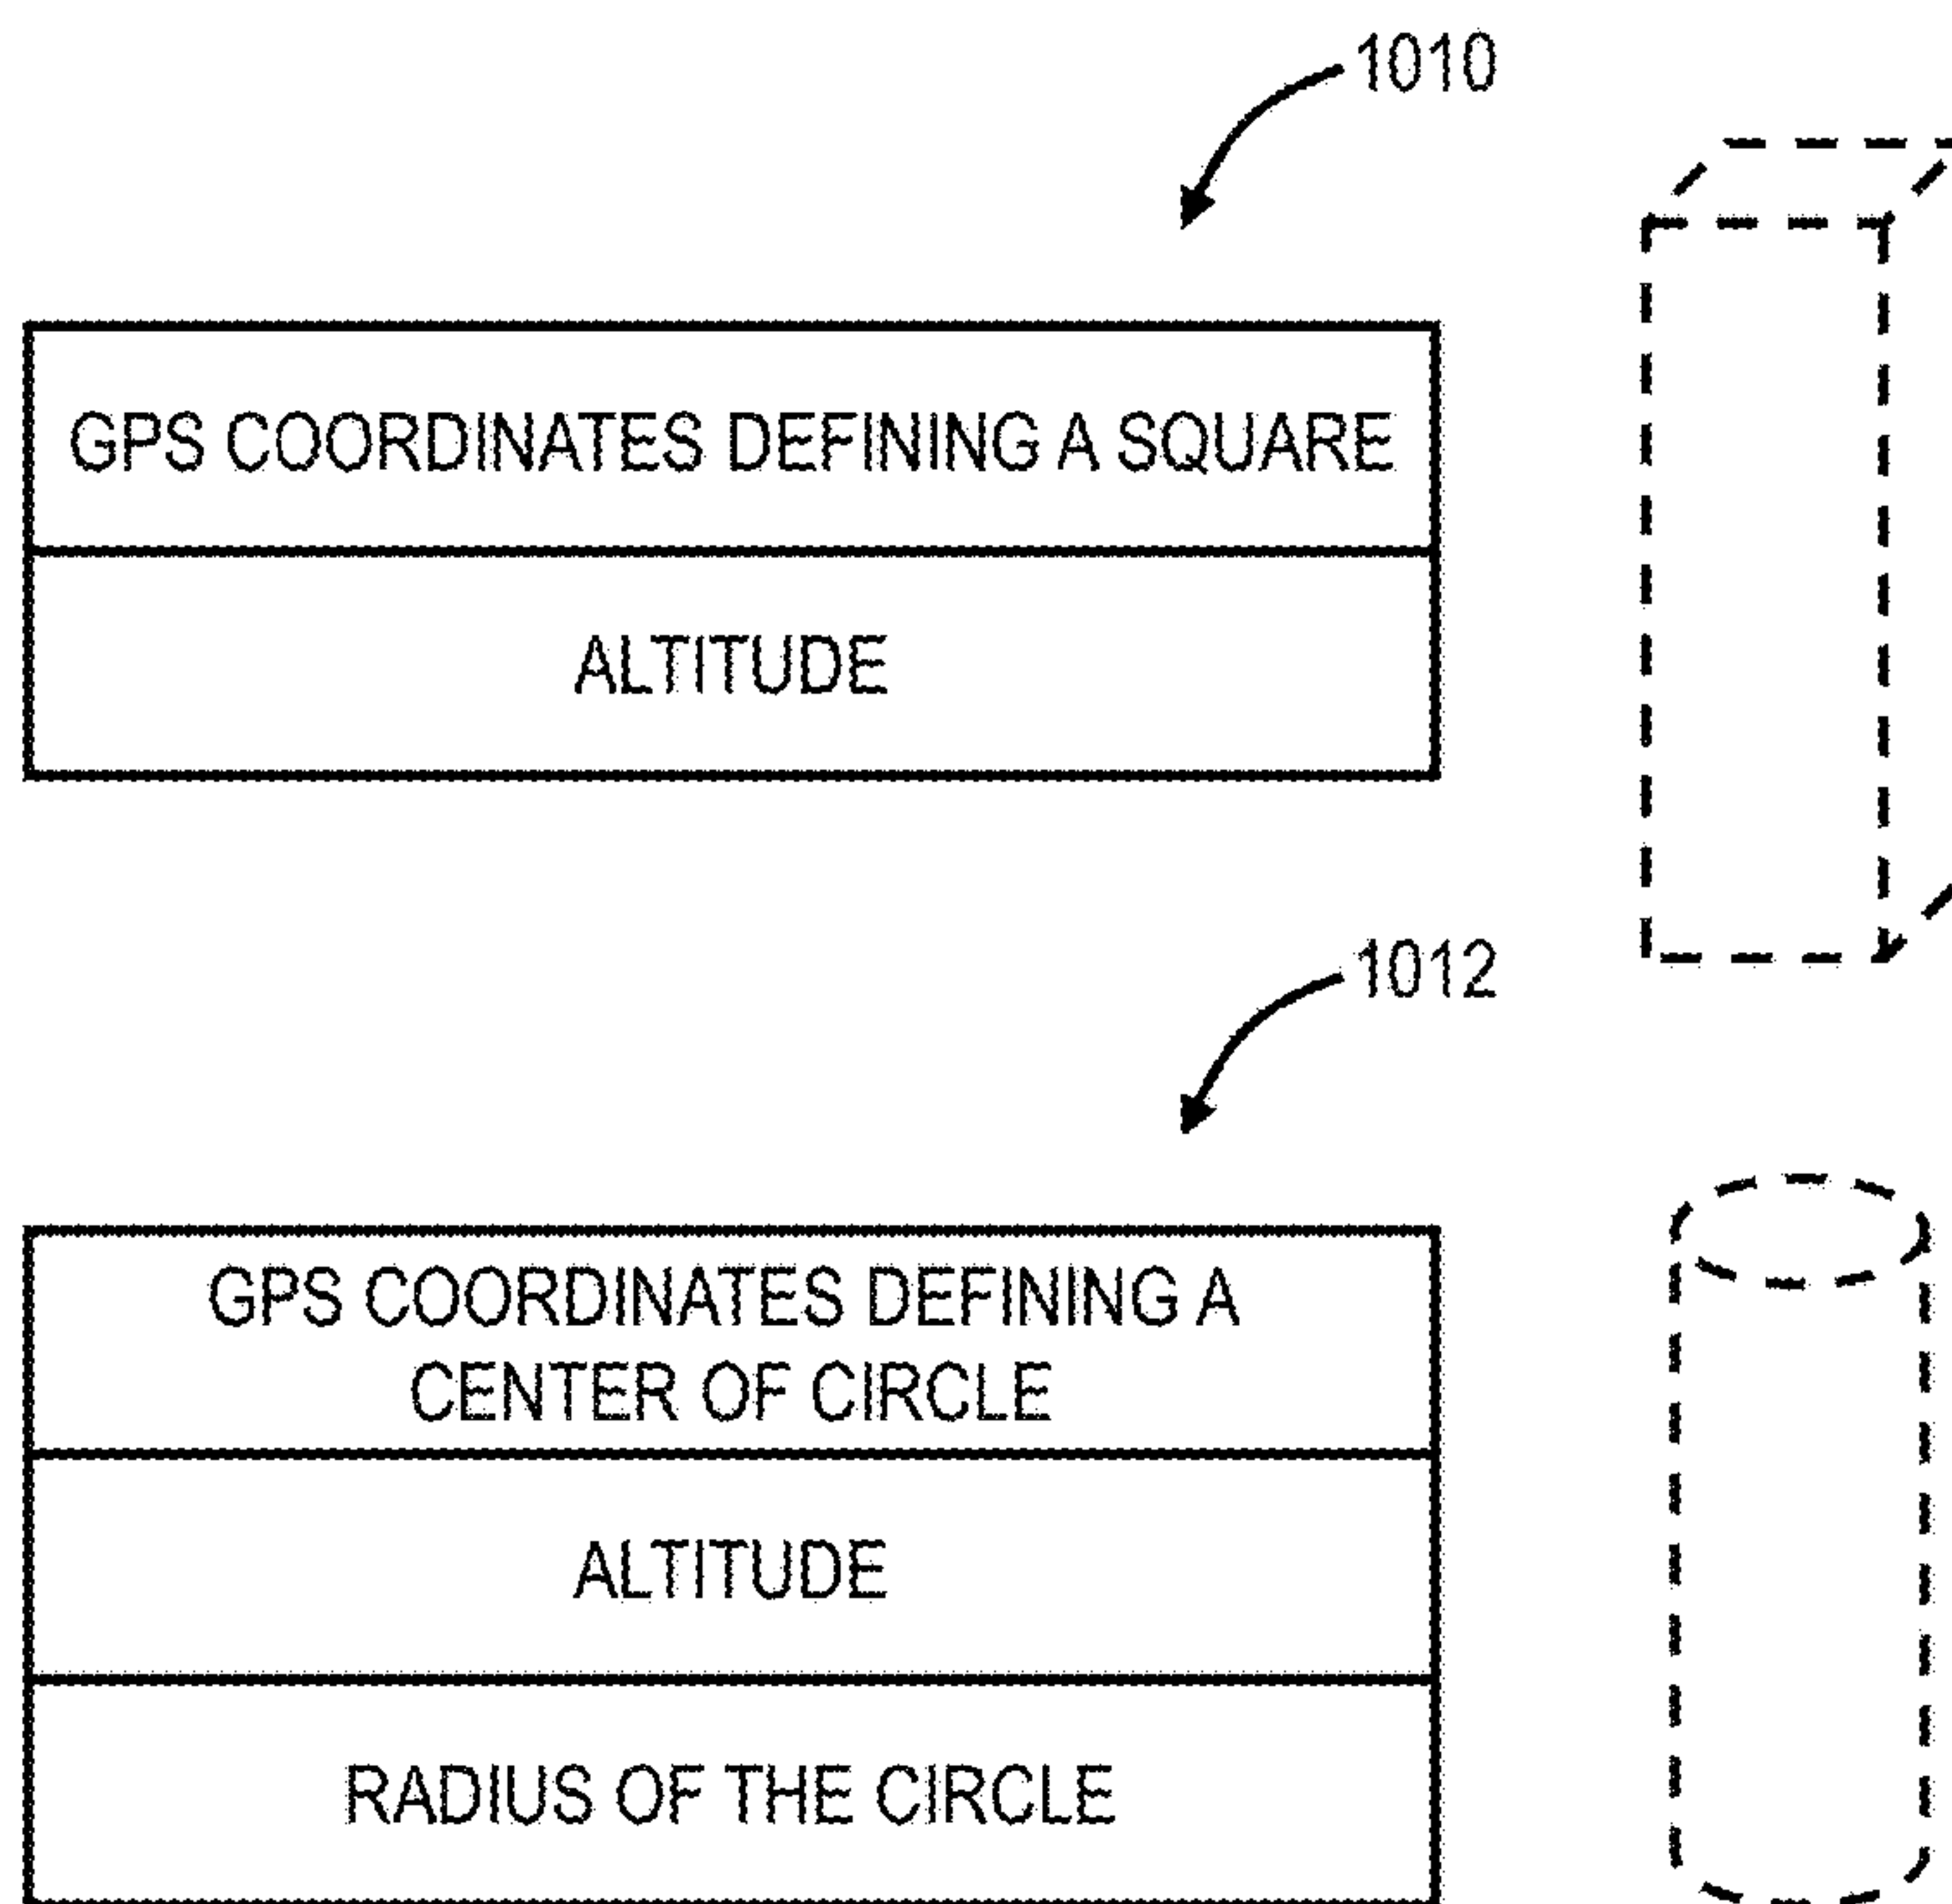 1010
GPS COORDINATES DEFINING A SQUARE
ALTITUDE
1012
GPS COORDINATES DEFINING A
CENTER OF CIRCLE
ALTITUDE
RADIUS OF THE CIRCLE